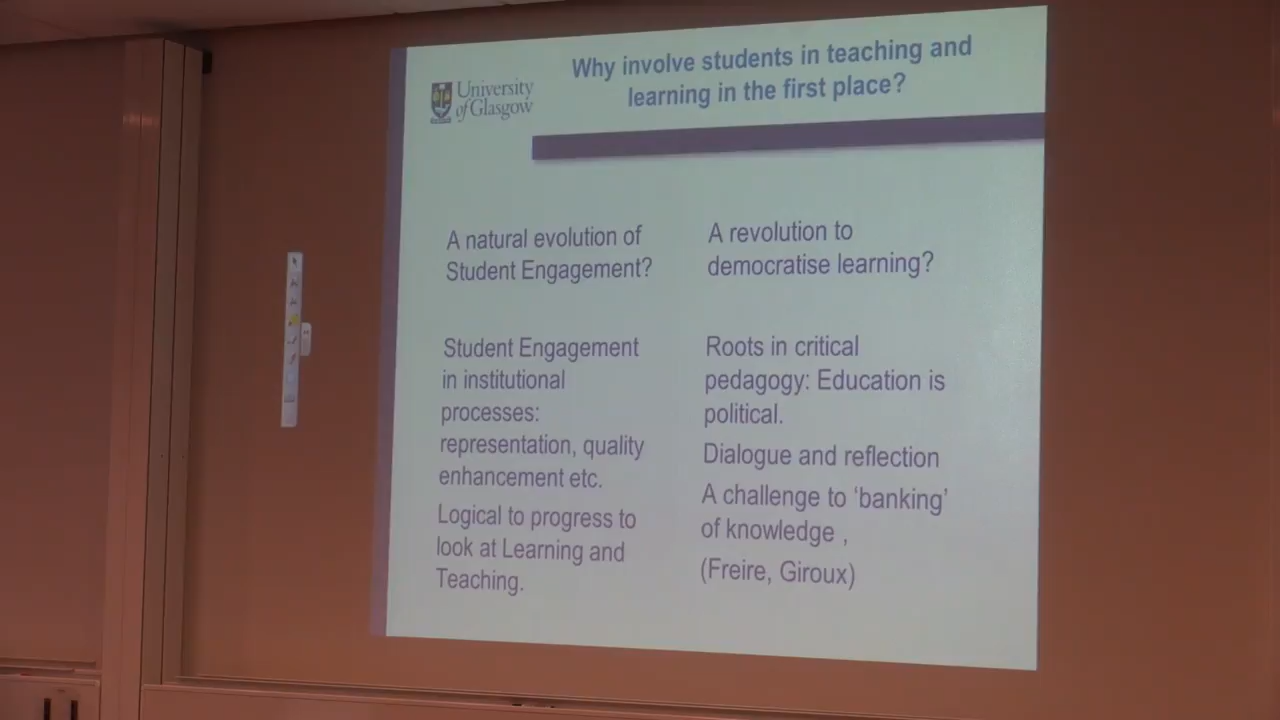 University
of Glasgow
Why involve students in teaching and
learning in the first place?
A natural evolution of
Student Engagement?
Student Engagement
in institutional
processes:
representation, quality
enhancement etc.
Logical to progress to
look at Learning and
Teaching.
A revolution to
democratise learning?
Roots in critical
pedagogy: Education is
political.
Dialogue and reflection
A challenge to ‘banking’
of knowledge ,
(Freire, Giroux)